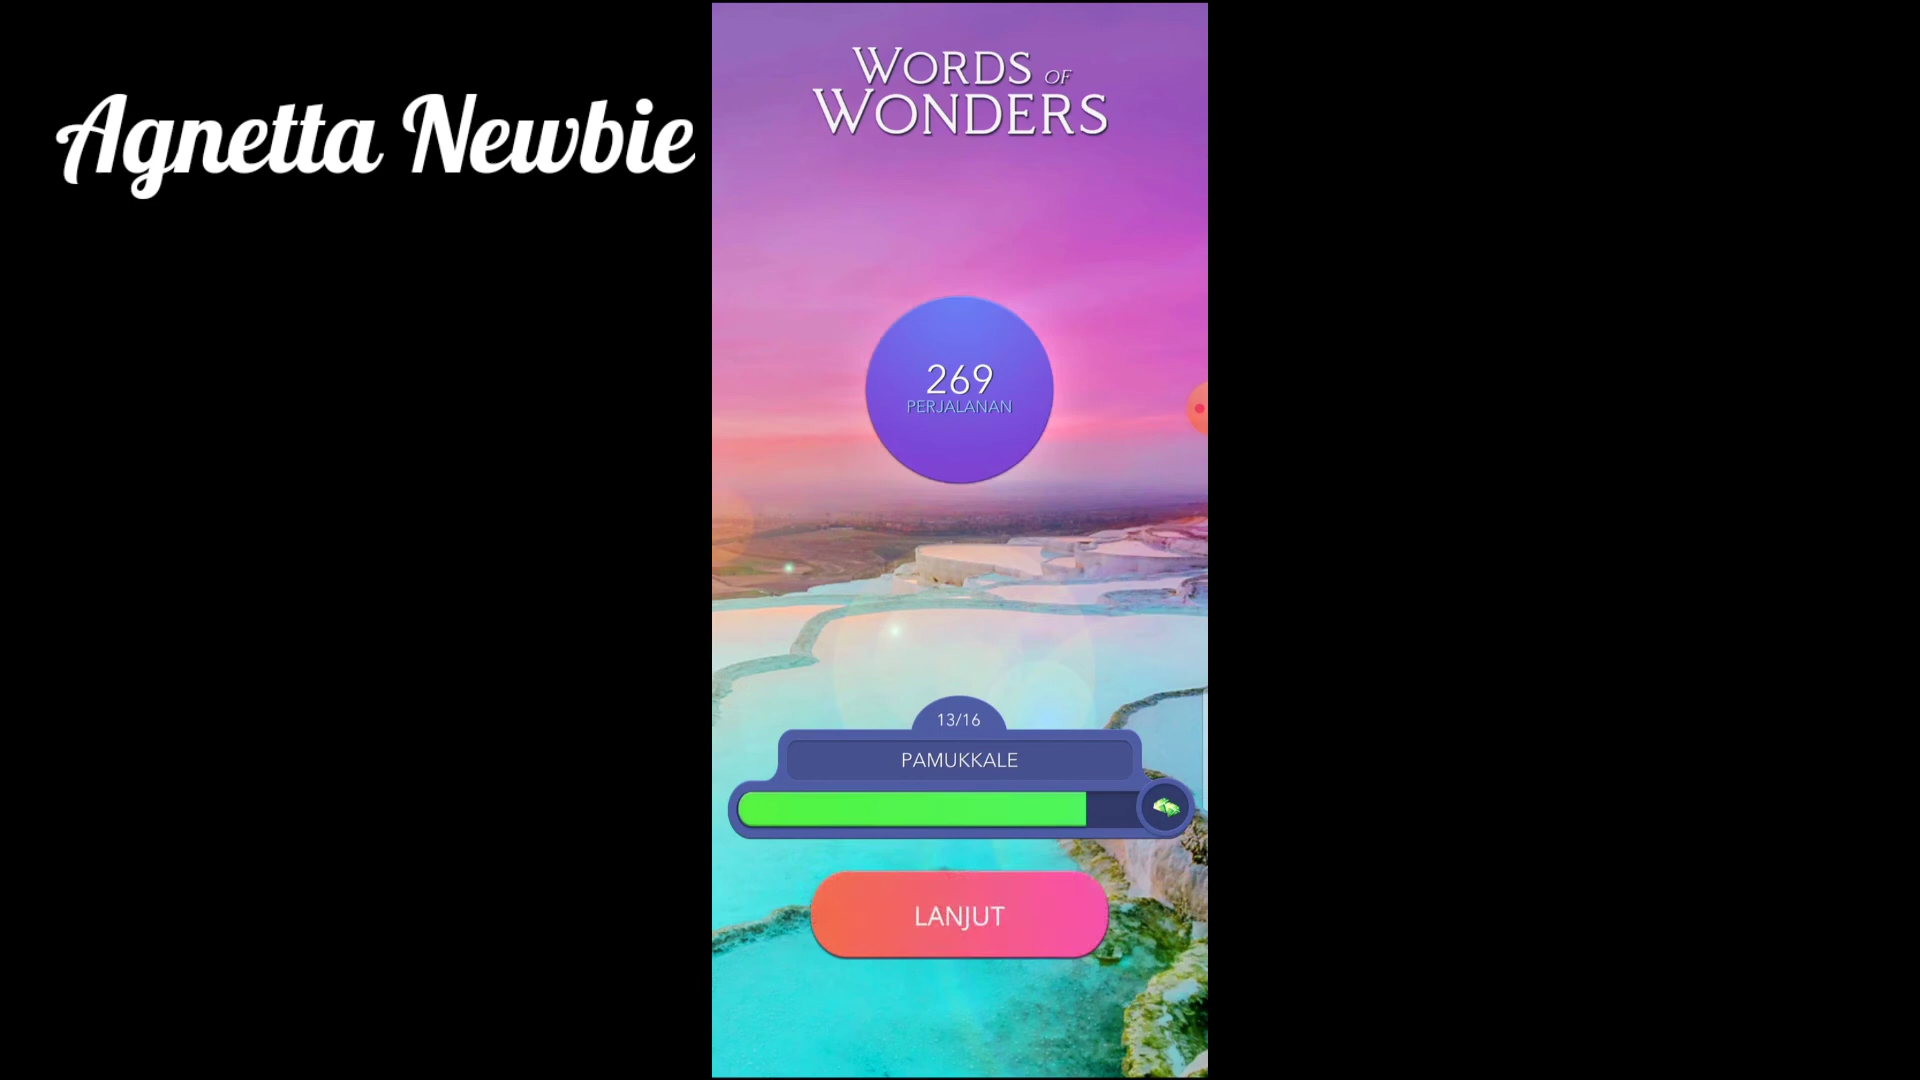 Agnetta Newbie
WORDS OF
WONDERS
269
PERJALANAN
13/16
PAMUKKALE
LANJUT